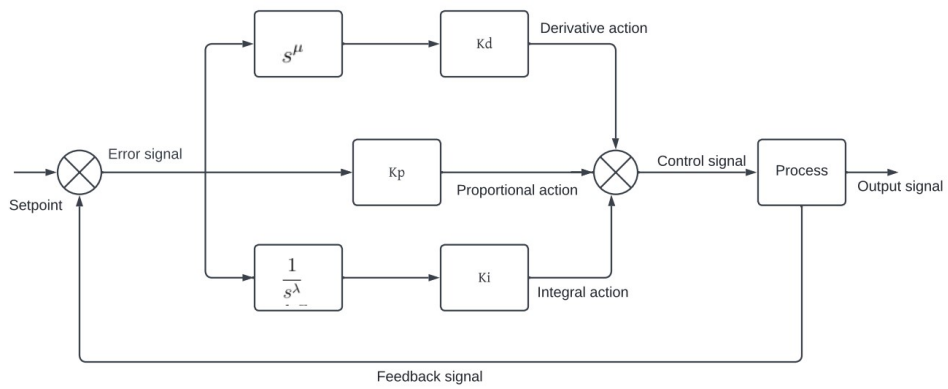 Derivative action
s^μ
Kd
Error signal
Setpoint
Kp
Proportional action
Control signal
Process
Output signal
1
s^λ
Ki
Integral action
Feedback signal